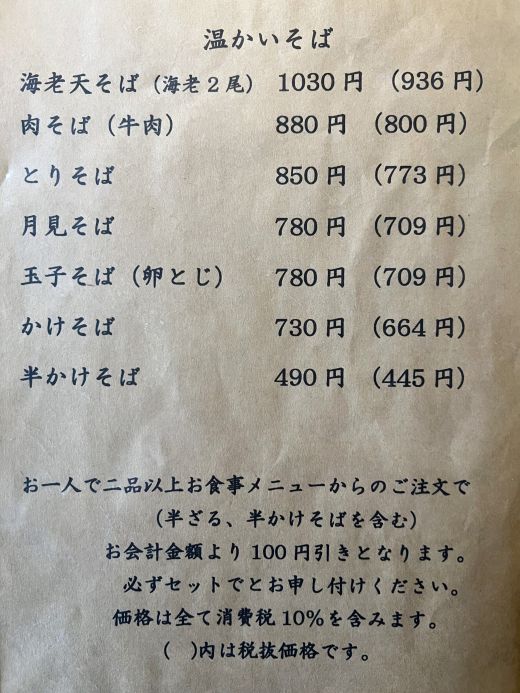 温かいそば
海老天そば（海老2尾） 1030円 （936円）
肉そば（牛肉） 880円 （800円）
とりそば 850円 （773円）
月見そば 780円 （709円）
玉子そば（卵とじ） 780円 （709円）
かけそば 730円 （664円）
半かけそば 490円 （445円）
お一人で二品以上お食事メニューからのご注文で
（半ざる、半かけそばを含む）
お会計金額より100円引きとなります。
必ずセットでとお申し付けください。
価格は全て消費税10%を含みます。
（　）内は税抜価格です。